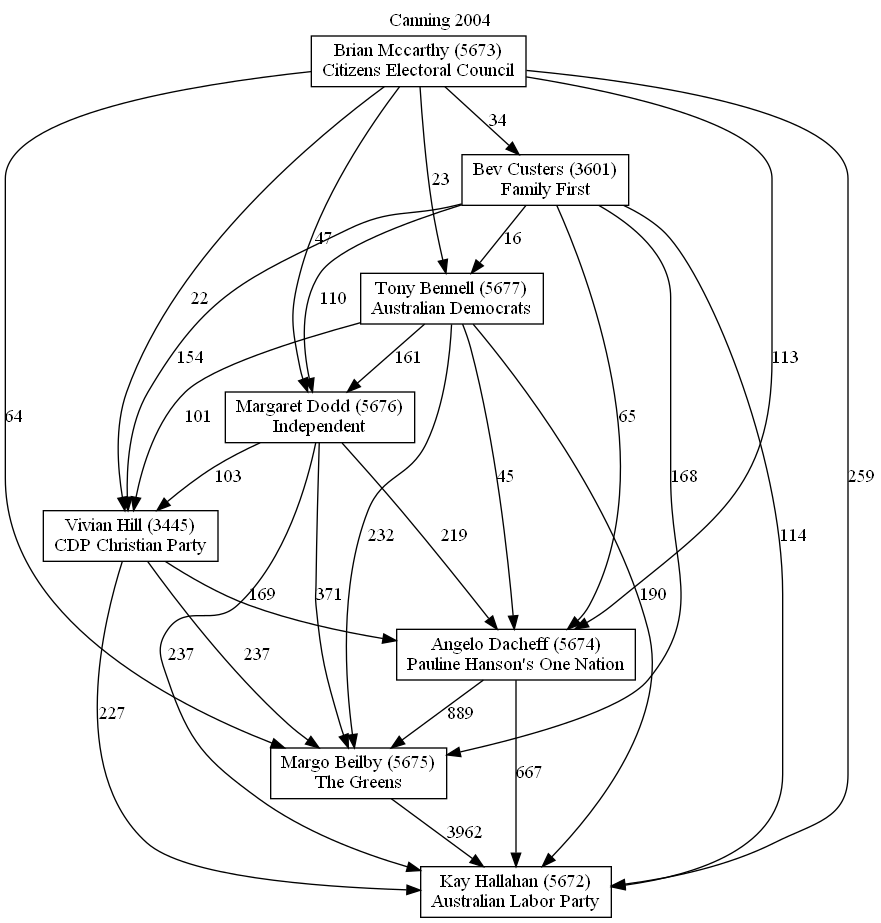 Canning 2004
Brian Mccarthy (5673)
Citizens Electoral Council
34
Bev Custers (3601)
Family First
23
47
16
Tony Bennell (5677)
Australian Democrats
22
110
154
161
113
Margaret Dodd (5676)
Independent
64
101
65
103
45
168
259
Vivian Hill (3445)
CDP Christian Party
232
219
114
169
371
190
Angelo Dacheff (5674)
Pauline Hanson's One Nation
237
237
227
889
Margo Beilby (5675)
The Greens
667
3962
Kay Hallahan (5672)
Australian Labor Party